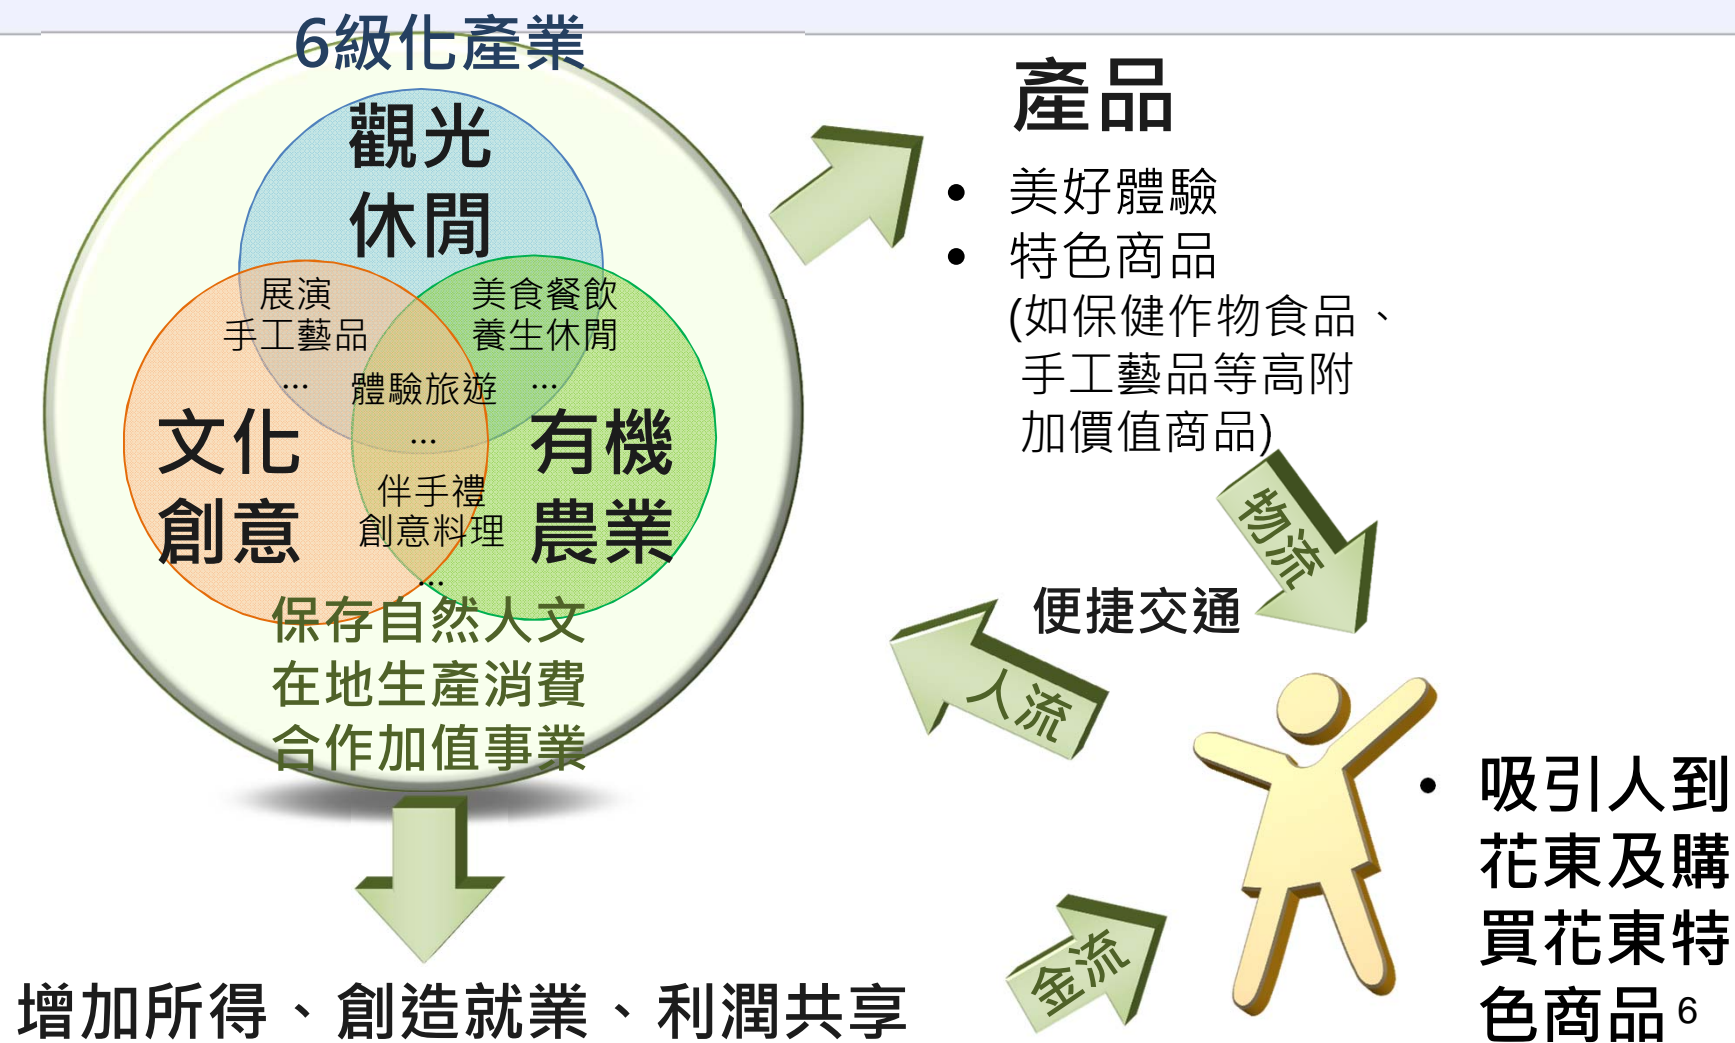 6級化產業
觀光
休閒
展演
手工藝品
...
美食餐飲
養生休閒
...
體驗旅遊
...
文化
創意
有機
農業
伴手禮
創意料理
...
保存自然人文
在地生產消費
合作加值事業
增加所得、創造就業、利潤共享
產品
• 美好體驗
• 特色商品
(如保健作物食品、
手工藝品等高附
加價值商品)
物流
便捷交通
人流
金流
• 吸引人到
花東及購
買花東特
色商品
6